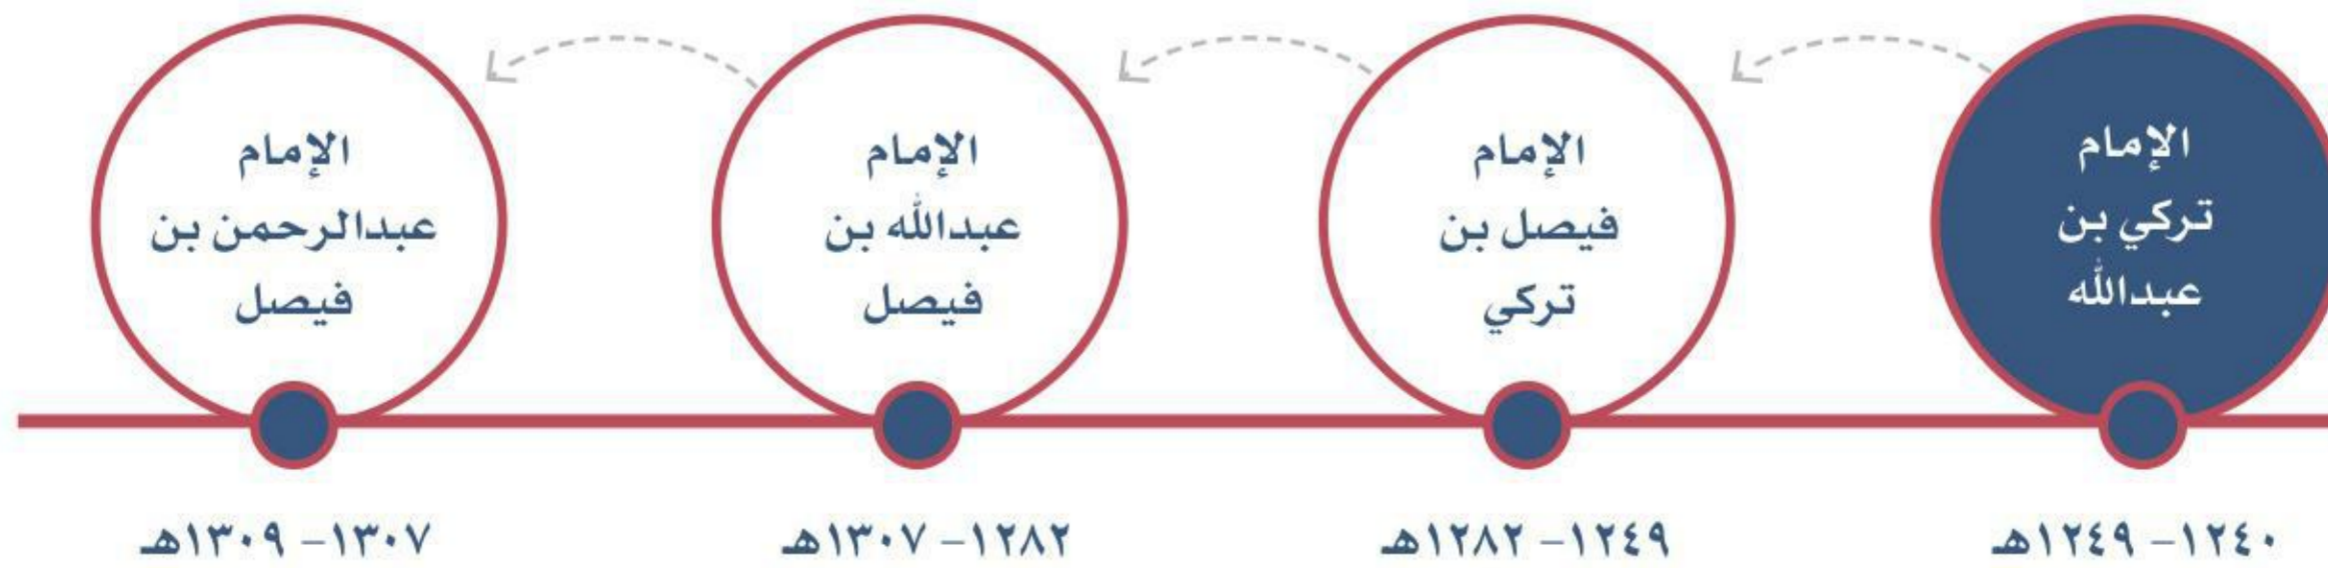 الإمام
تركي بن
عبدالله
١٢٤٠– ١٢٤٩هـ
الإمام
فيصل بن
تركي
١٢٤٩– ١٢٨٢هـ
الإمام
عبدالله بن
فيصل
١٢٨٢– ١٣٠٧هـ
الإمام
عبدالرحمن بن
فيصل
١٣٠٧– ١٣٠٩هـ